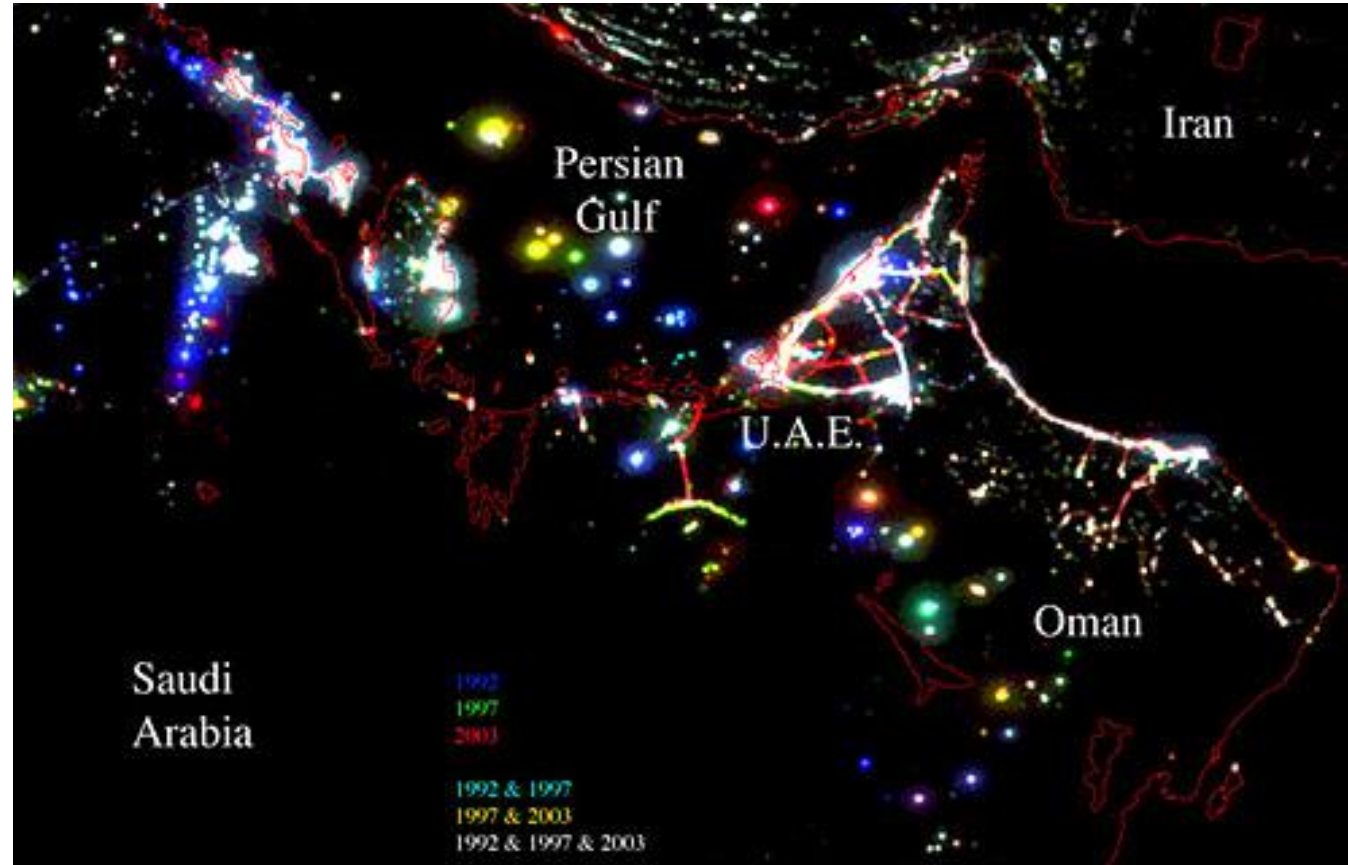 Iran
Persian
Gulf
U.A.E.
Oman
Saudi
Arabia
1992
1997
2003
1992 & 1997
1997 & 2003
1992 & 1997 & 2003